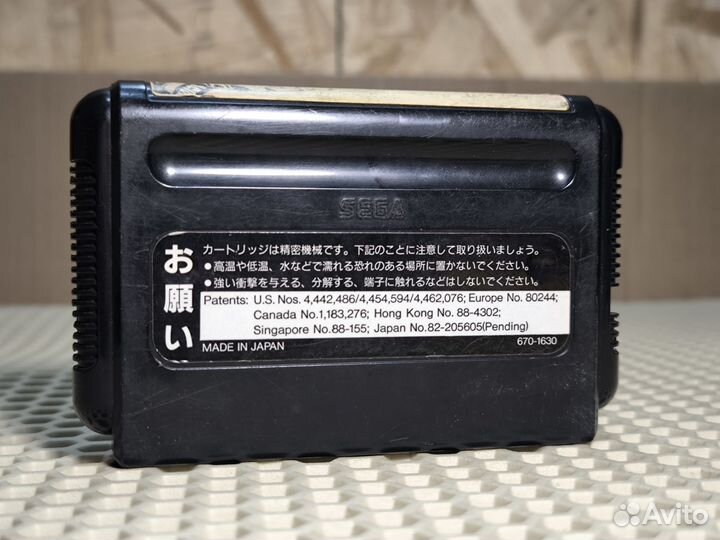 SEGA
お願い
カートリッジは精密機械です。下記のことに注意して取り扱いましょう。
●高温や低温、水などで濡れる恐れのある場所に置かないでください。
●強い衝撃を与える、分解する、端子に触れるなどはしないでください。
Patents: U.S. Nos. 4,442,486/4,454,594/4,462,076; Europe No. 80244;
Canada No.1,183,276; Hong Kong No. 88-4302;
Singapore No.88-155; Japan No.82-205605(Pending)
MADE IN JAPAN
670-1630
Avito